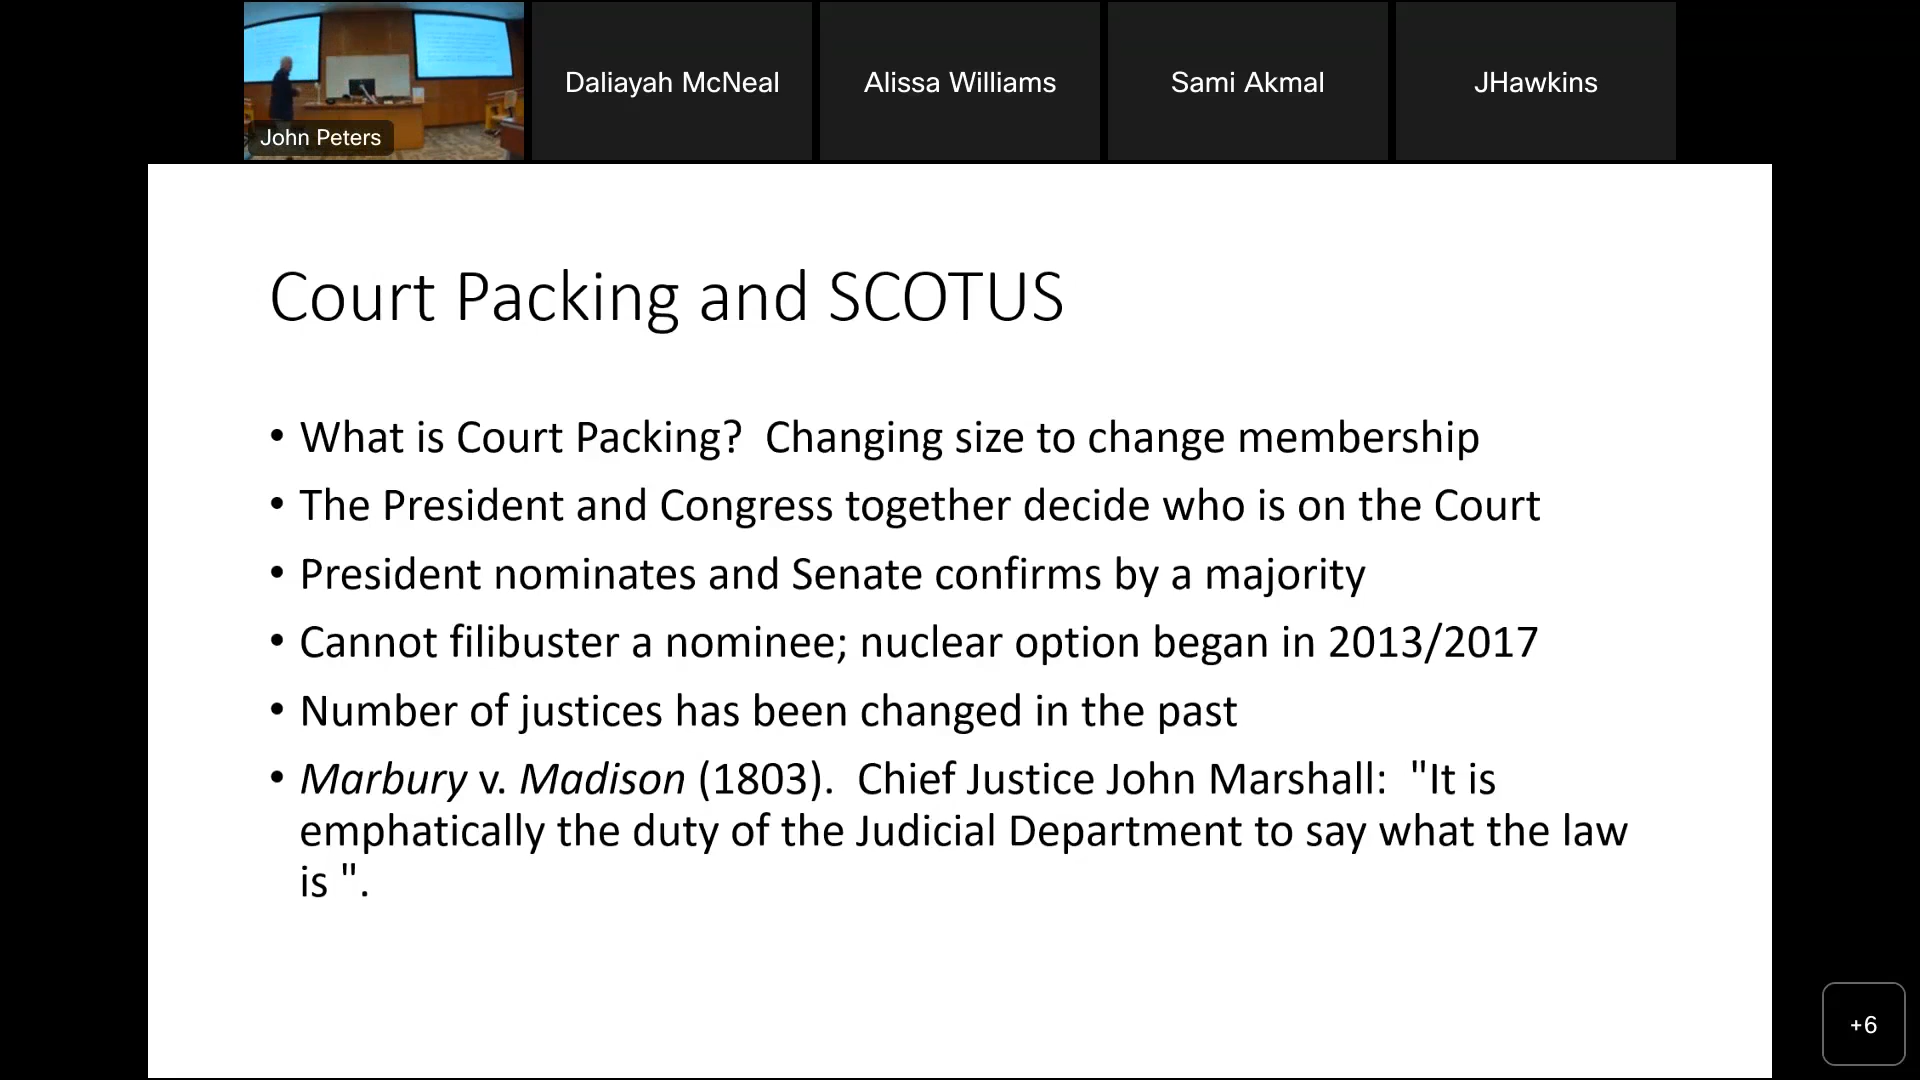 John Peters
Daliayah McNeal
Alissa Williams
Sami Akmal
JHawkins
Court Packing and SCOTUS
• What is Court Packing?  Changing size to change membership
• The President and Congress together decide who is on the Court
• President nominates and Senate confirms by a majority
• Cannot filibuster a nominee; nuclear option began in 2013/2017
• Number of justices has been changed in the past
• Marbury v. Madison (1803).  Chief Justice John Marshall:  "It is
emphatically the duty of the Judicial Department to say what the law
is ".
+6